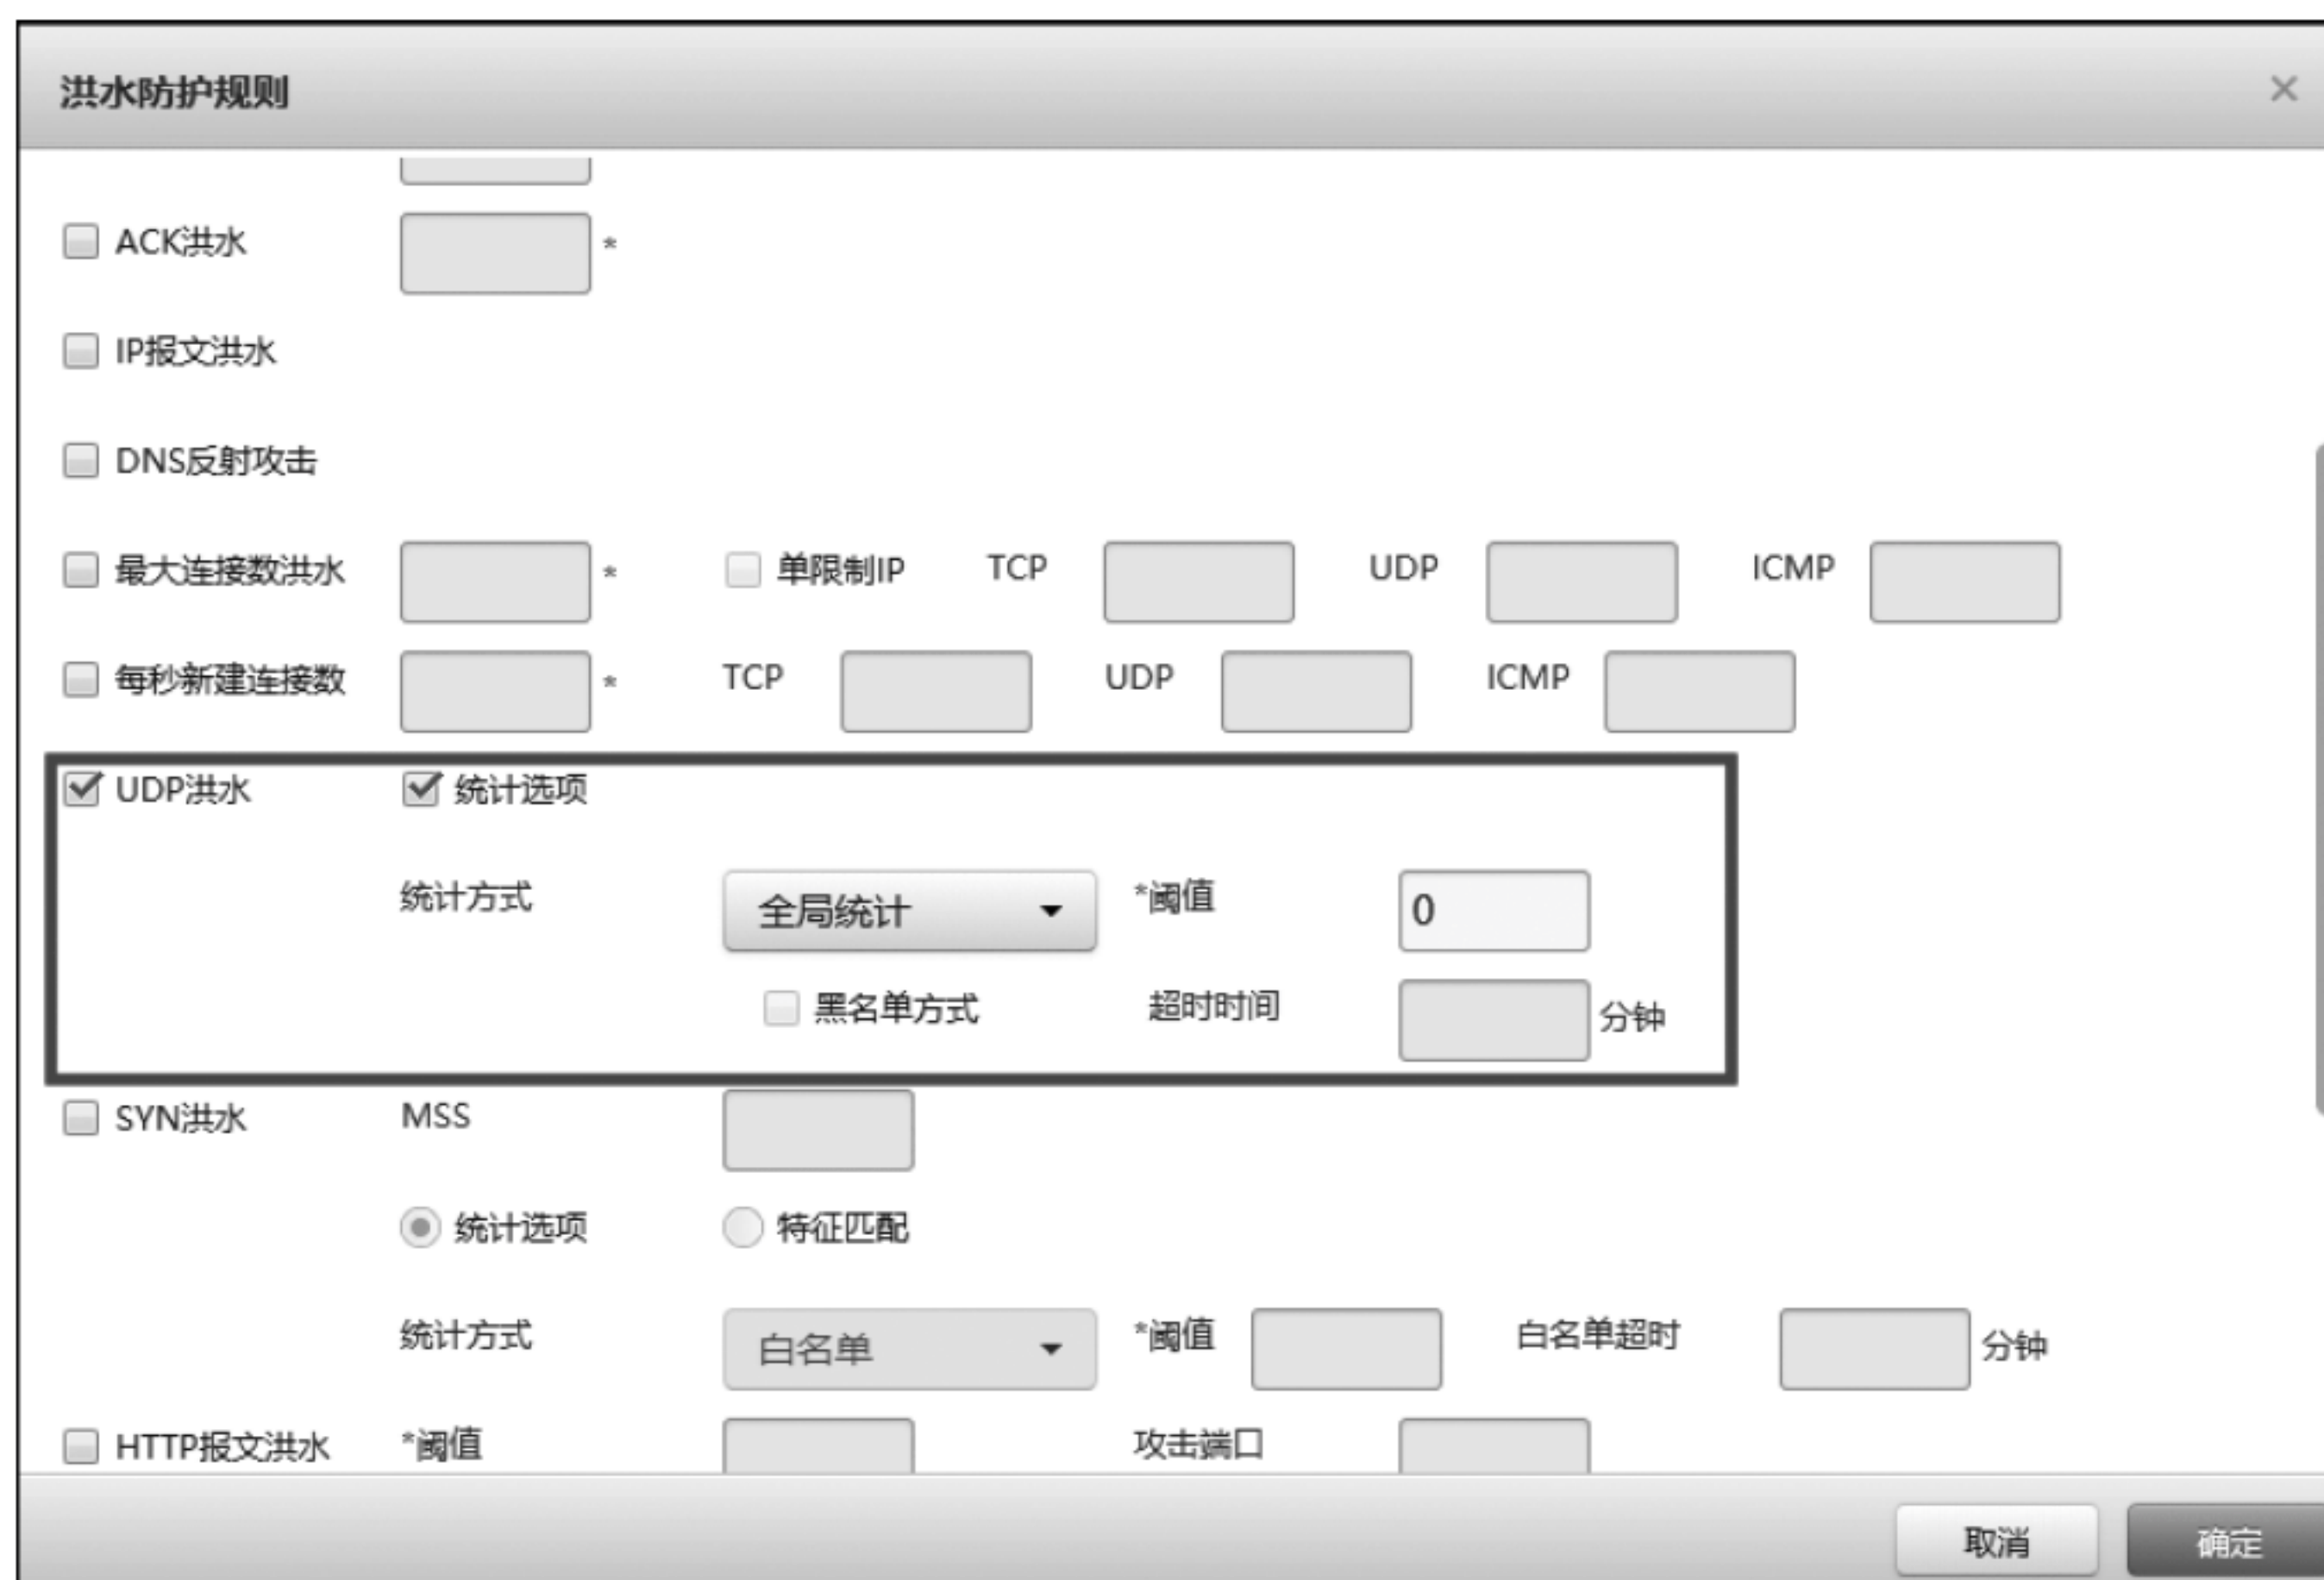 洪水防护规则
ACK洪水 *
IP报文洪水
DNS反射攻击
最大连接数洪水 * 单限制IP TCP UDP ICMP
每秒新建连接数 * TCP UDP ICMP
UDP洪水 统计选项
统计方式 全局统计 *阈值 0
黑名单方式 超时时间 分钟
SYN洪水 MSS
统计选项 特征匹配
统计方式 白名单 *阈值 白名单超时 分钟
HTTP报文洪水 *阈值 攻击端口
取消 确定